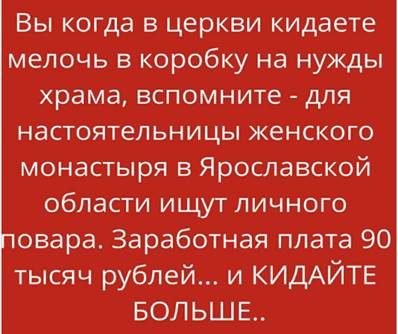 Вы когда в церкви кидаете
мелочь в коробку на нужды
храма, вспомните - для
настоятельницы женского
монастыря в Ярославской
области ищут личного
повара. Заработная плата 90
тысяч рублей... и КИДАЙТЕ
БОЛЬШЕ..